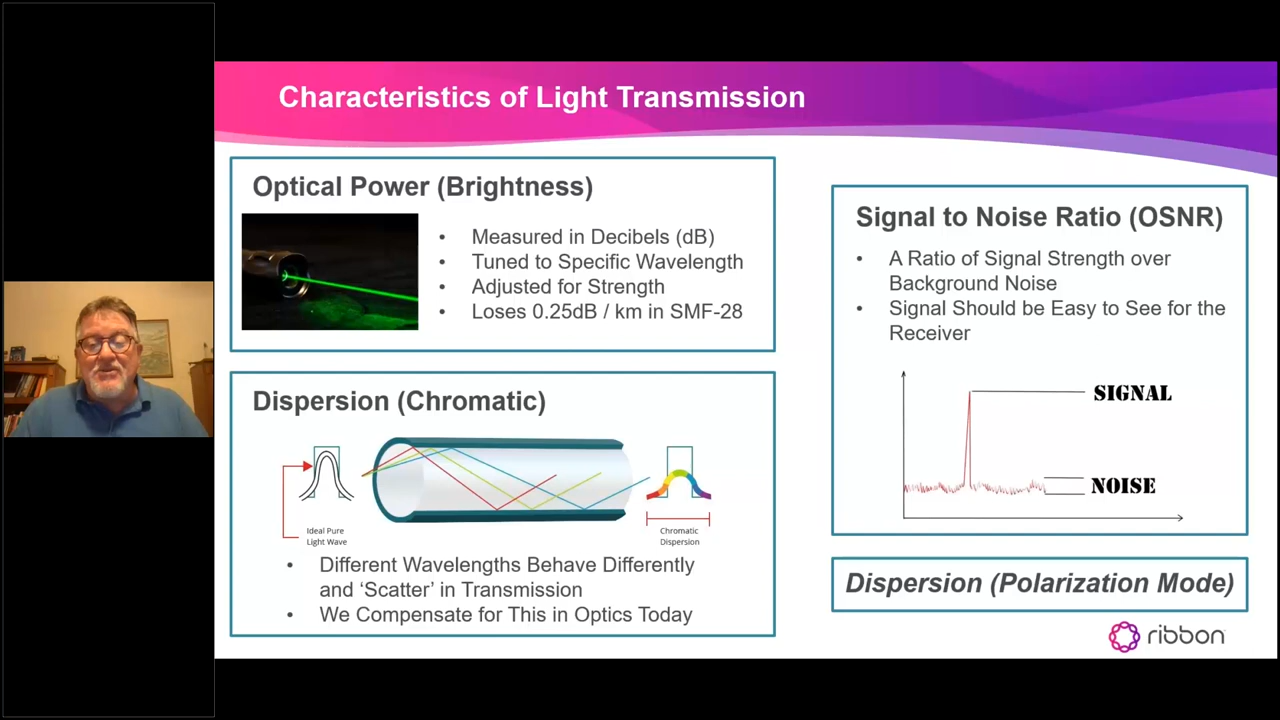 Characteristics of Light Transmission
Optical Power (Brightness)
• Measured in Decibels (dB)
• Tuned to Specific Wavelength
• Adjusted for Strength
• Loses 0.25dB / km in SMF-28
Dispersion (Chromatic)
Ideal Pure
Light Wave
Chromatic
Dispersion
• Different Wavelengths Behave Differently
and ‘Scatter’ in Transmission
• We Compensate for This in Optics Today
Signal to Noise Ratio (OSNR)
• A Ratio of Signal Strength over
Background Noise
• Signal Should be Easy to See for the
Receiver
SIGNAL
NOISE
Dispersion (Polarization Mode)
ribbon